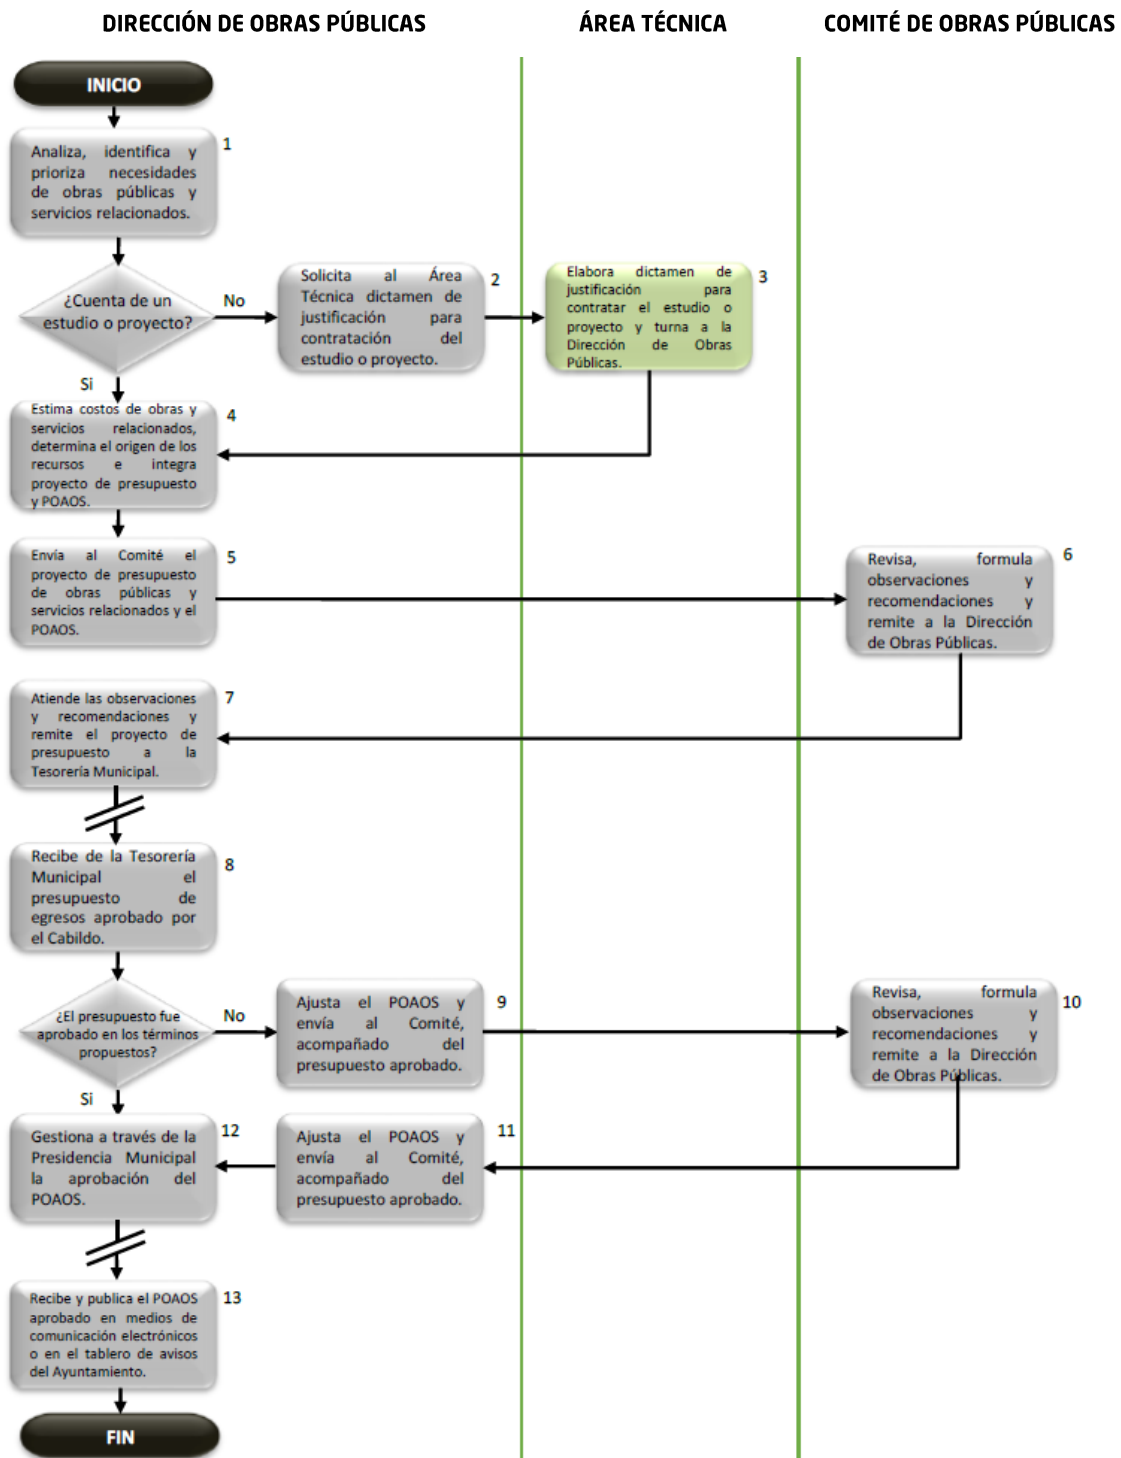 DIRECCIÓN DE OBRAS PÚBLICAS
ÁREA TÉCNICA
COMITÉ DE OBRAS PÚBLICAS
INICIO
1
Analiza, identifica y
prioriza necesidades
de obras públicas y
servicios relacionados.
¿Cuenta de un
estudio o proyecto?
No
Si
2
Solicita al Área
Técnica dictamen de
justificación para
contratación del
estudio o proyecto.
3
Elabora dictamen de
justificación para
contratar el estudio o
proyecto y turna a la
Dirección de Obras
Públicas.
4
Estima costos de obras y
servicios relacionados,
determina el origen de los
recursos e integra
proyecto de presupuesto
y POAOS.
5
Envía al Comité el
proyecto de presupuesto
de obras públicas y
servicios relacionados y el
POAOS.
6
Revisa, formula
observaciones y
recomendaciones y
remite a la Dirección
de Obras Públicas.
7
Atiende las observaciones
y recomendaciones y
remite el proyecto de
presupuesto a la
Tesorería Municipal.
8
Recibe de la Tesorería
Municipal el
presupuesto de
egresos aprobado por
el Cabildo.
¿El presupuesto fue
aprobado en los términos
propuestos?
No
Si
9
Ajusta el POAOS y
envía al Comité,
acompañado del
presupuesto aprobado.
10
Revisa, formula
observaciones y
recomendaciones y
remite a la Dirección
de Obras Públicas.
11
Ajusta el POAOS y
envía al Comité,
acompañado del
presupuesto aprobado.
12
Gestiona a través de la
Presidencia Municipal
la aprobación del
POAOS.
13
Recibe y publica el POAOS
aprobado en medios de
comunicación electrónicos
o en el tablero de avisos
del Ayuntamiento.
FIN